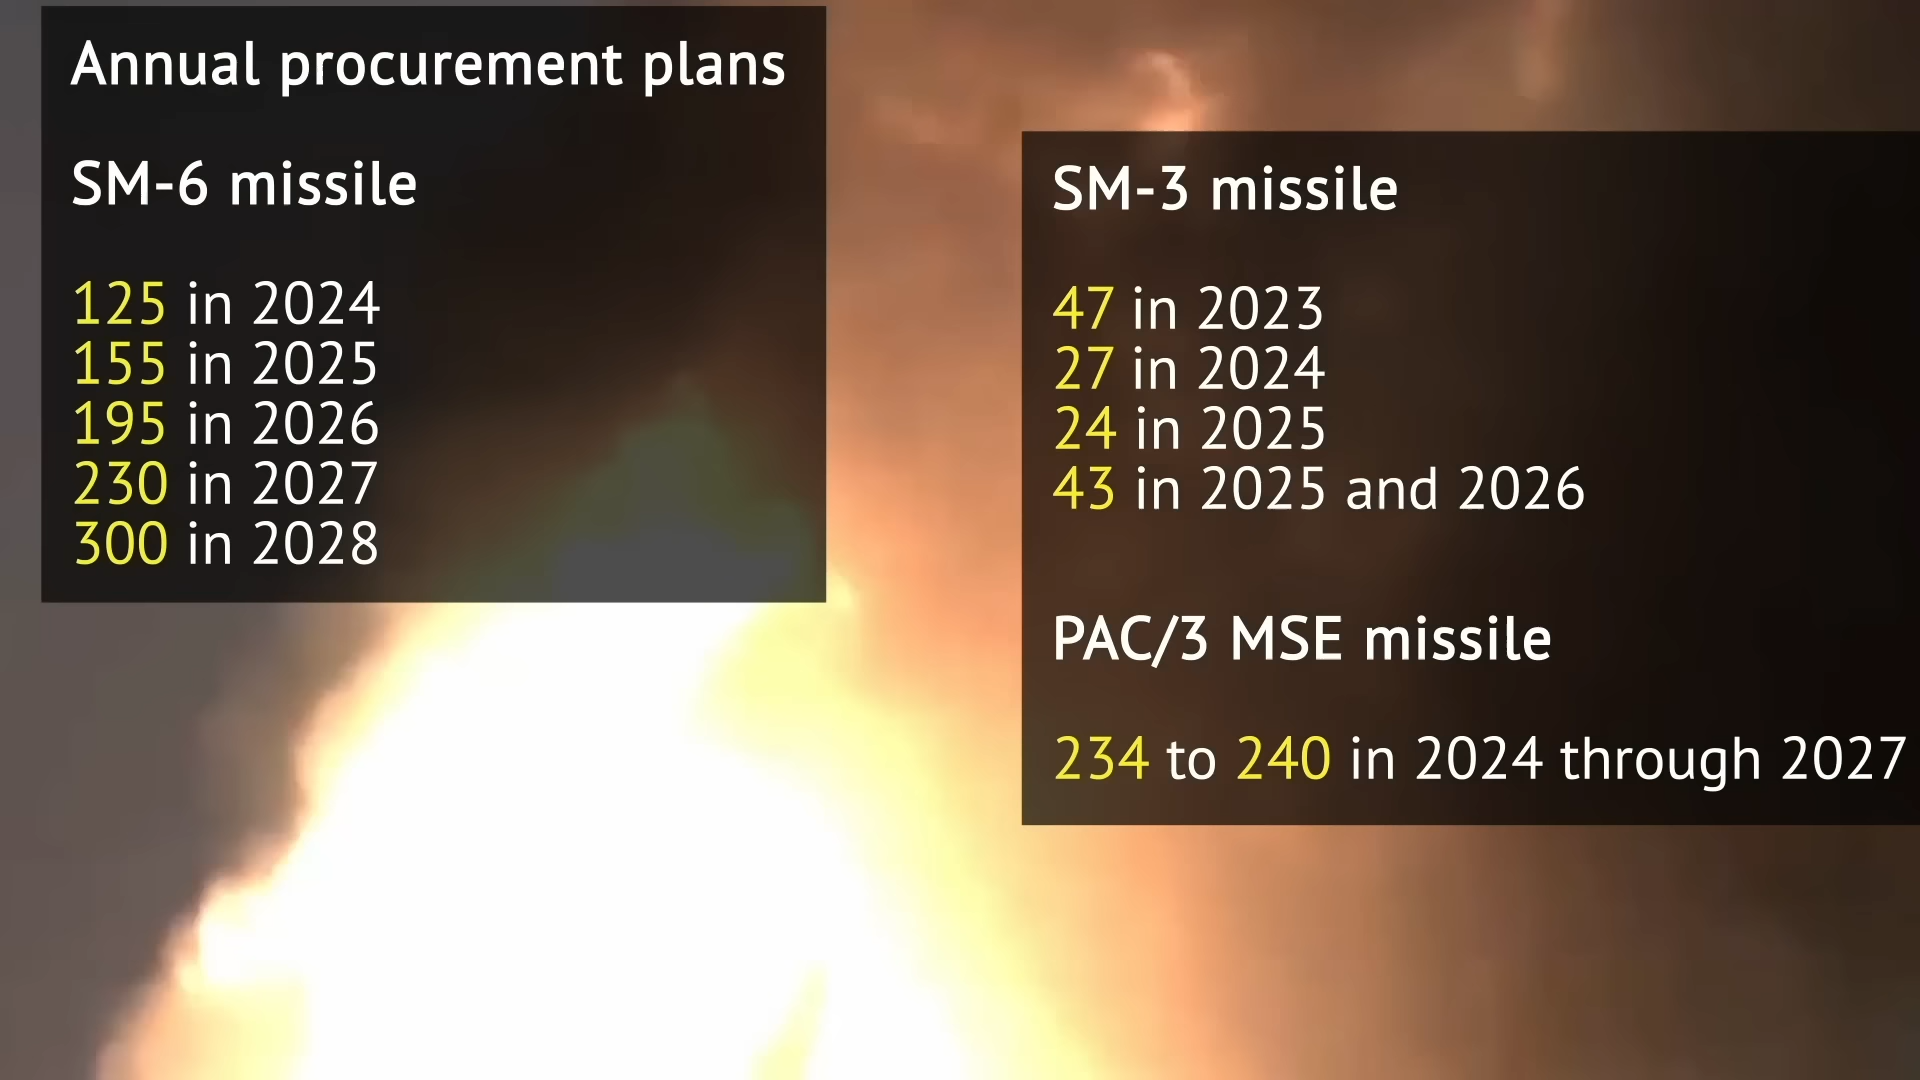 Annual procurement plans
SM-6 missile
125 in 2024
155 in 2025
195 in 2026
230 in 2027
300 in 2028
SM-3 missile
47 in 2023
27 in 2024
24 in 2025
43 in 2025 and 2026
PAC/3 MSE missile
234 to 240 in 2024 through 2027